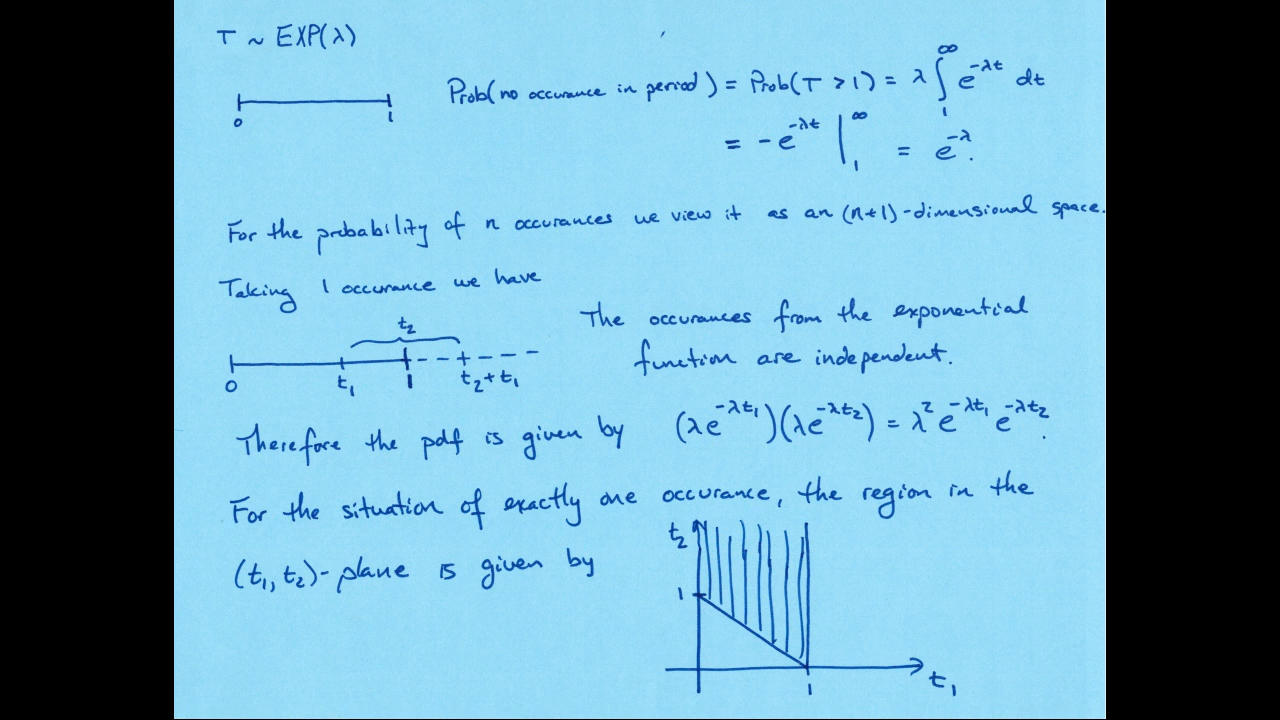 T ~ EXP(λ)
Prob(no occurance in period) = Prob(T > 1) = λ ∫₁^∞ e^{-λt} dt
0 1
= -e^{-λt} |₁^∞ = e^{-λ}.
For the probability of n occurances we view it as an (n+1)-dimensional space.
Taking 1 occurance we have
The occurances from the exponential
function are independent.
t₂
0 t₁ 1 t₂+t₁
Therefore the pdf is given by (λe^{-λt₁})(λe^{-λt₂}) = λ² e^{-λt₁} e^{-λt₂}.
For the situation of exactly one occurance, the region in the
(t₁,t₂)-plane is given by
t₂
1
1
t₁